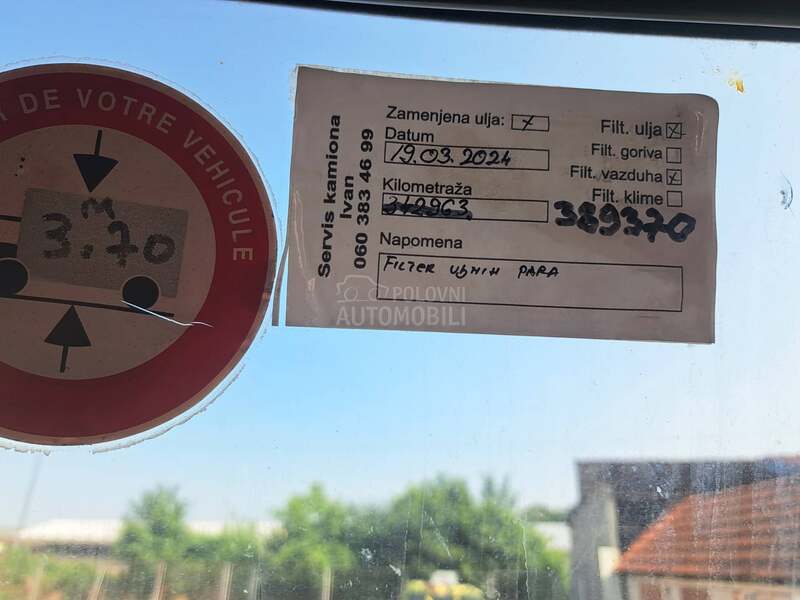 T DE VOTRE VEHICULE
M
3.70
Servis kamiona
Ivan
060 383 46 99
Zamenjena ulja: X
Datum
19.03.2024
Kilometraža
342963
389370
Napomena
FILTER ULJNIH PARA
Filt. ulja X
Filt. goriva
Filt. vazduha X
Filt. klime
POLOVNI
AUTOMOBILI